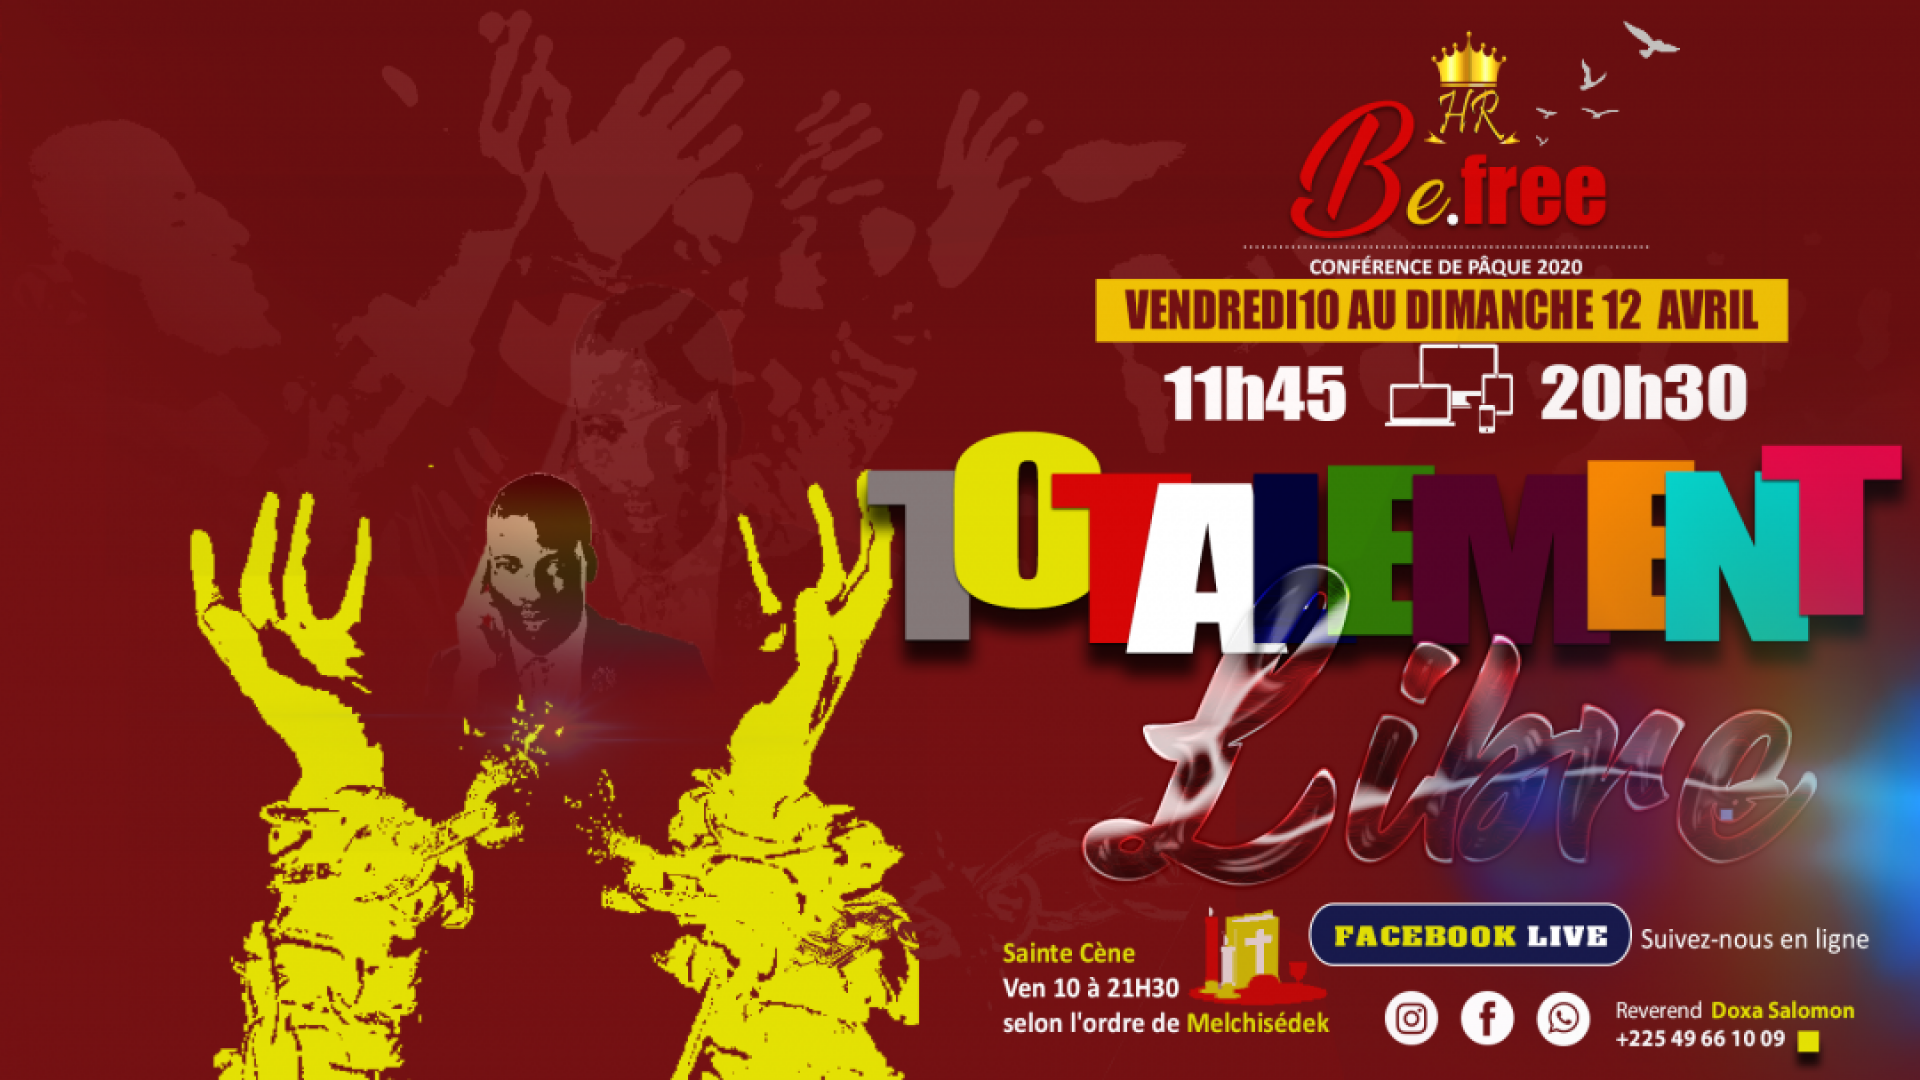 HR
Be.free
CONFÉRENCE DE PÂQUE 2020
VENDREDI10 AU DIMANCHE 12 AVRIL
11h45 20h30
TOTALEMENT
Libre
FACEBOOK LIVE Suivez-nous en ligne
Sainte Cène
Ven 10 à 21H30
selon l'ordre de Melchisédek
Reverend Doxa Salomon
+225 49 66 10 09